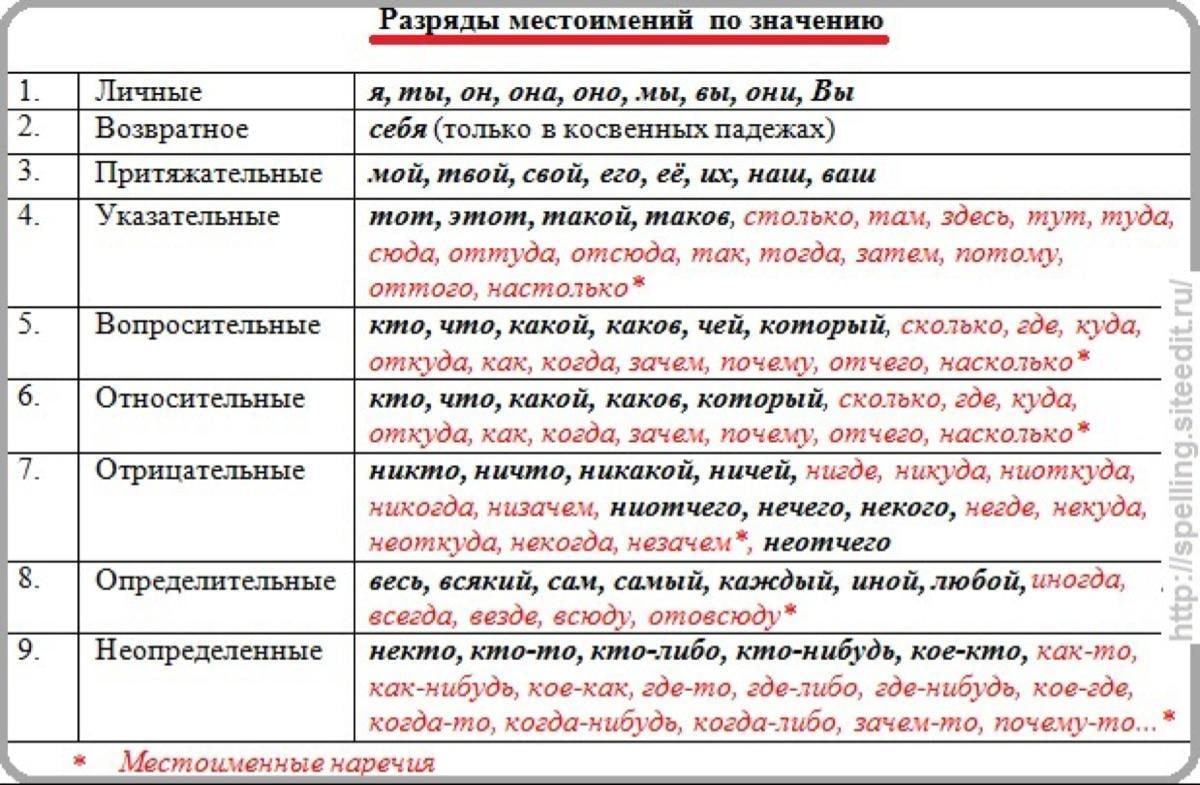 Разряды местоимений по значению
1. Личные я, ты, он, она, оно, мы, вы, они, Вы
2. Возвратное себя (только в косвенных падежах)
3. Притяжательные мой, твой, свой, его, её, их, наш, ваш
4. Указательные тот, этот, такой, таков, столько, там, здесь, тут, туда,
сюда, оттуда, отсюда, так, тогда, затем, потому,
оттого, настолько*
5. Вопросительные кто, что, какой, каков, чей, который, сколько, где, куда,
откуда, как, когда, зачем, почему, отчего, насколько*
6. Относительные кто, что, какой, каков, который, сколько, где, куда,
откуда, как, когда, зачем, почему, отчего, насколько*
7. Отрицательные никто, ничто, никакой, ничей, нигде, никуда, ниоткуда,
никогда, низачем, ниотчего, нечего, некого, негде, некуда,
неоткуда, некогда, незачем*, неотчего
8. Определительные весь, всякий, сам, самый, каждый, иной, любой, иногда,
всегда, везде, всюду, отовсюду*
9. Неопределенные некто, кто-то, кто-либо, кто-нибудь, кое-кто, как-то,
как-нибудь, кое-как, где-то, где-либо, где-нибудь, кое-где,
когда-то, когда-нибудь, когда-либо, зачем-то, почему-то...*
* Местоименные наречия
http://spelling.siteedit.ru/